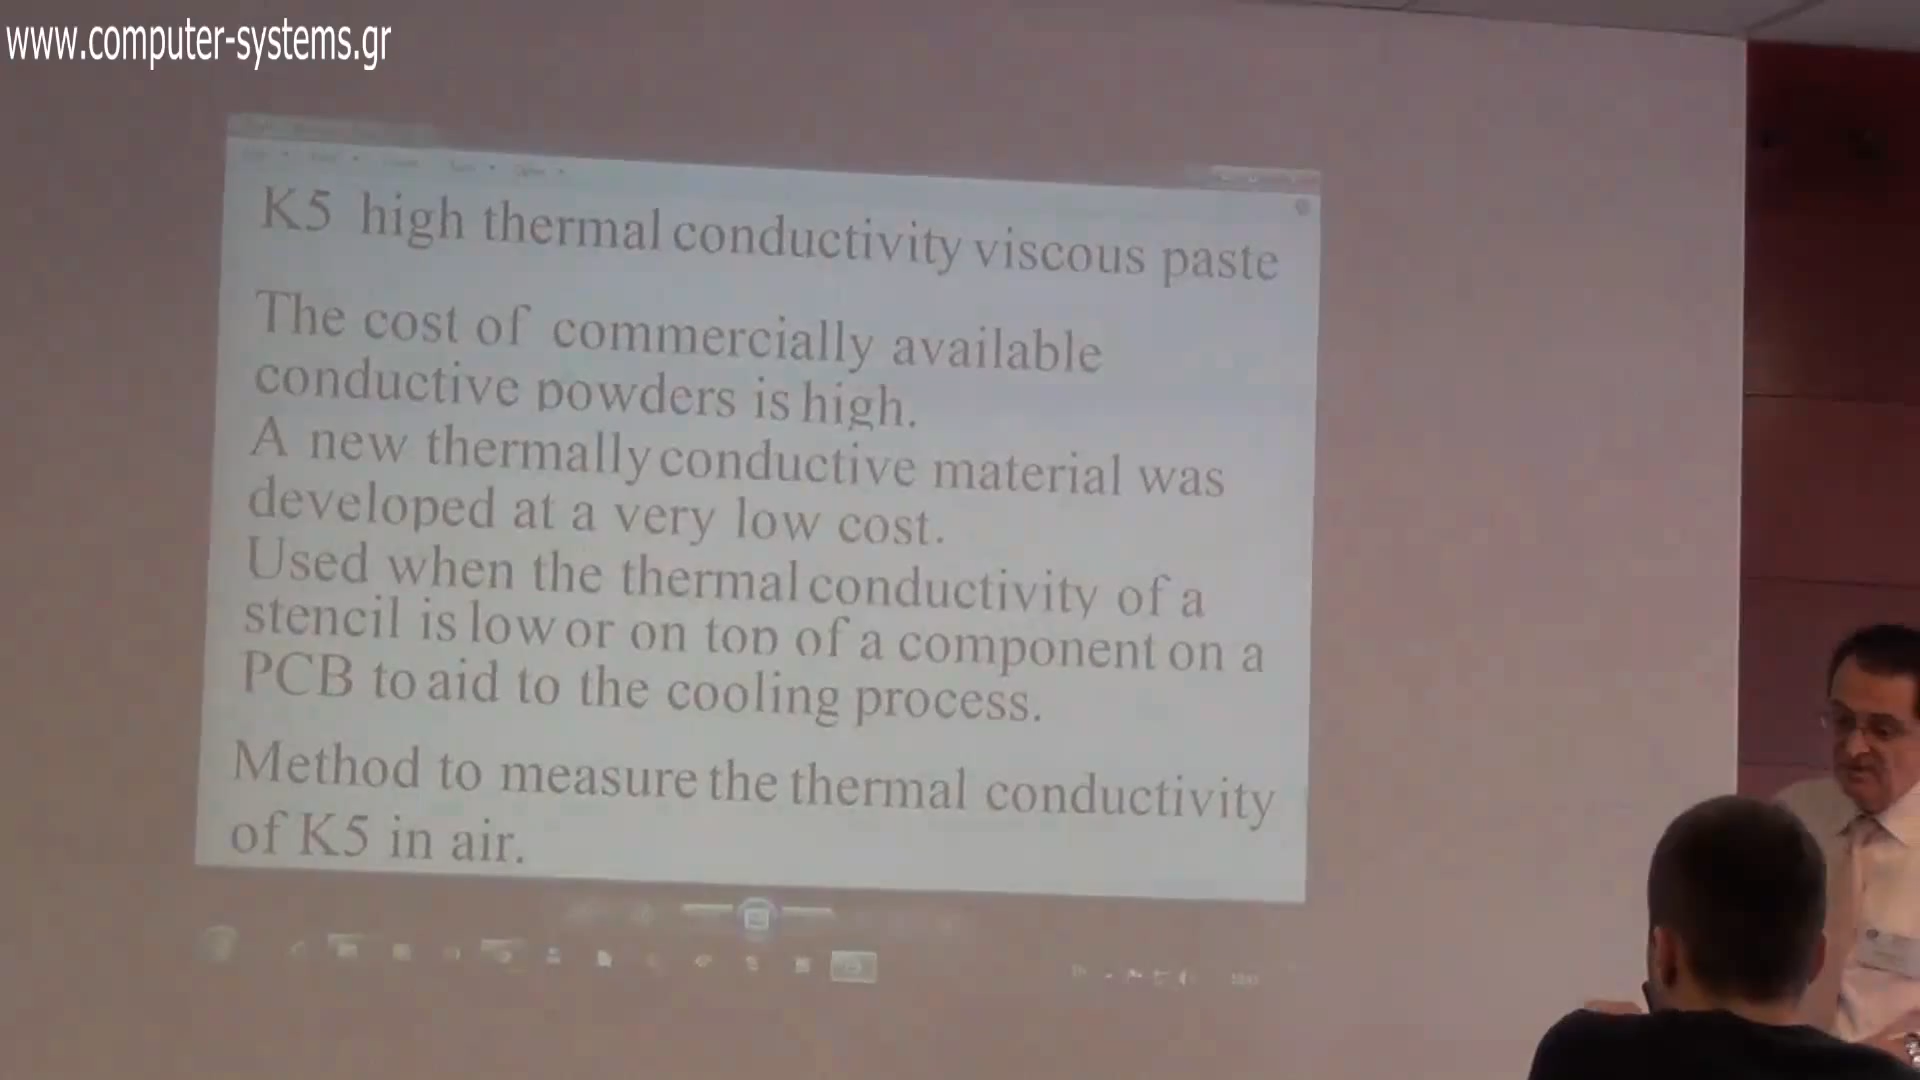 www.computer-systems.gr
K5 high thermal conductivity viscous paste
The cost of commercially available
conductive powders is high.
A new thermally conductive material was
developed at a very low cost.
Used when the thermal conductivity of a
stencil is low or on top of a component on a
PCB to aid to the cooling process.
Method to measure the thermal conductivity
of K5 in air.